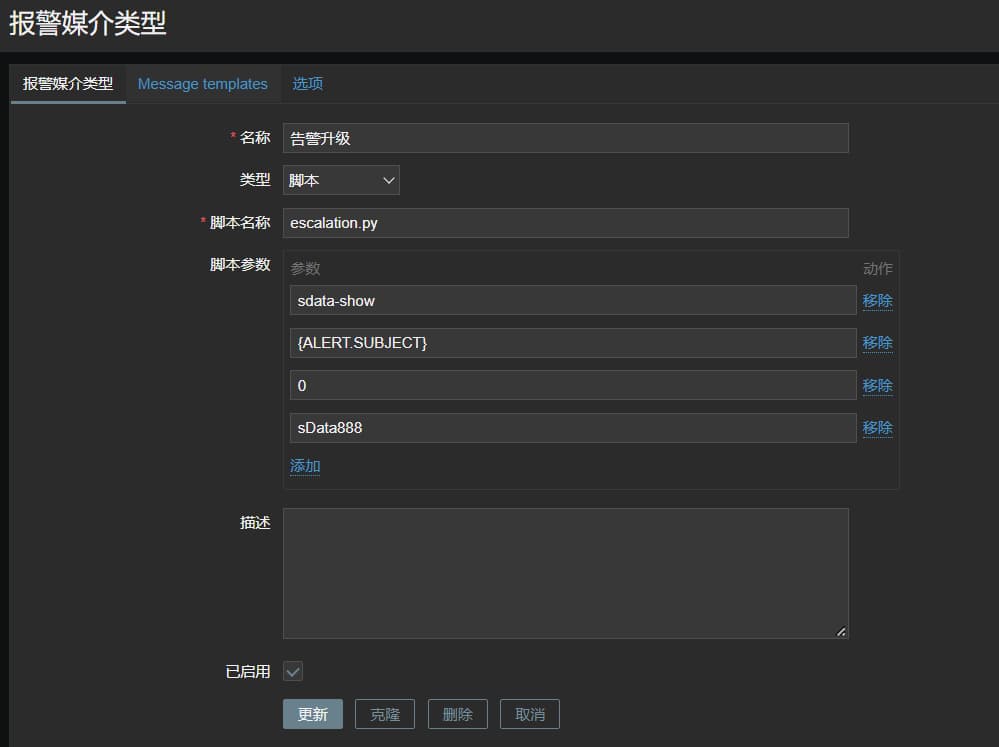 报警媒介类型
报警媒介类型 Message templates 选项
* 名称 告警升级
类型 脚本
* 脚本名称 escalation.py
脚本参数 参数 动作
sdata-show 移除
{ALERT.SUBJECT} 移除
0 移除
sData888 移除
添加
描述
已启用
更新 克隆 删除 取消